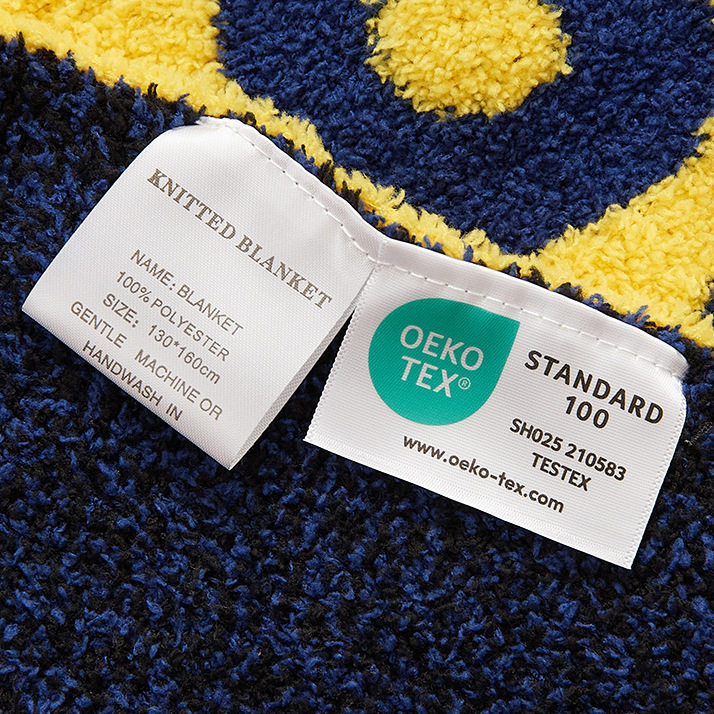 KNITTED BLANKET
NAME: BLANKET
100% POLYESTER
SIZE: 130*160cm
GENTLE MACHINE OR
HANDWASH IN
OEKO
TEX®
STANDARD
100
SH025 210583
TESTEX
www.oeko-tex.com